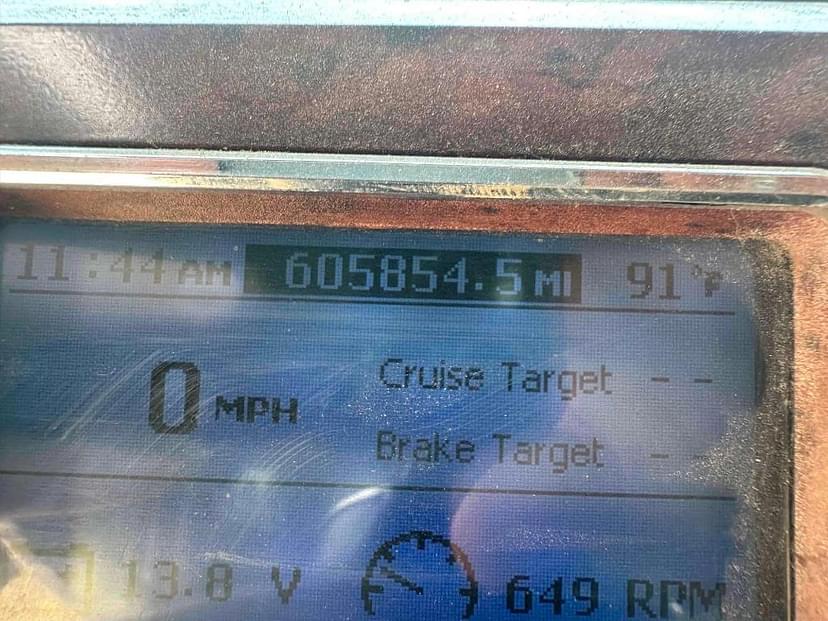 11:44 AM 605854.5 MI 91 °F
Cruise Target - -
0 MPH
Brake Target - -
13.8 V 649 RPM